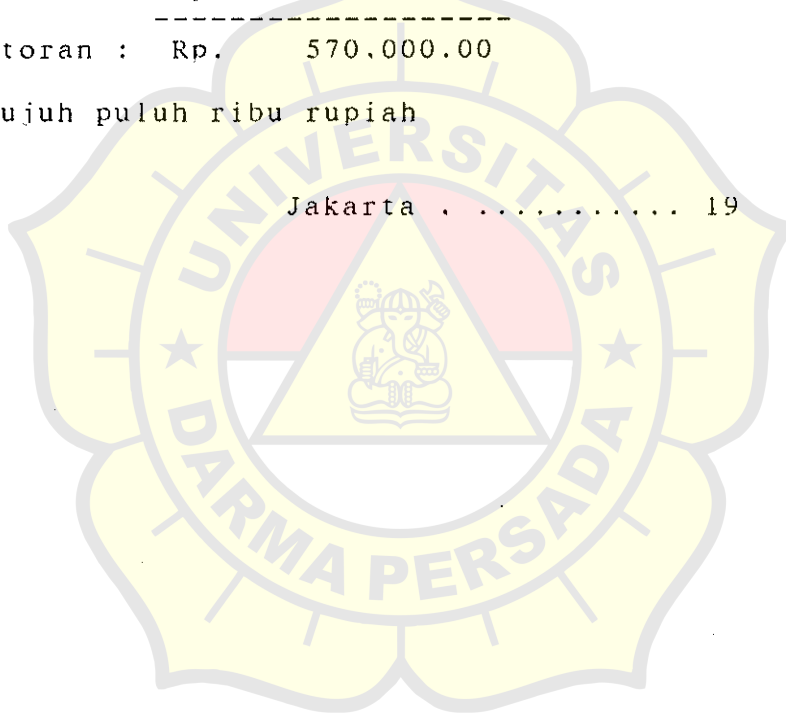 --------------------
toran : Rp. 570.000.00
ujuh puluh ribu rupiah
Jakarta . ............ 19
UNIVERSITAS
DARMA PERSADA